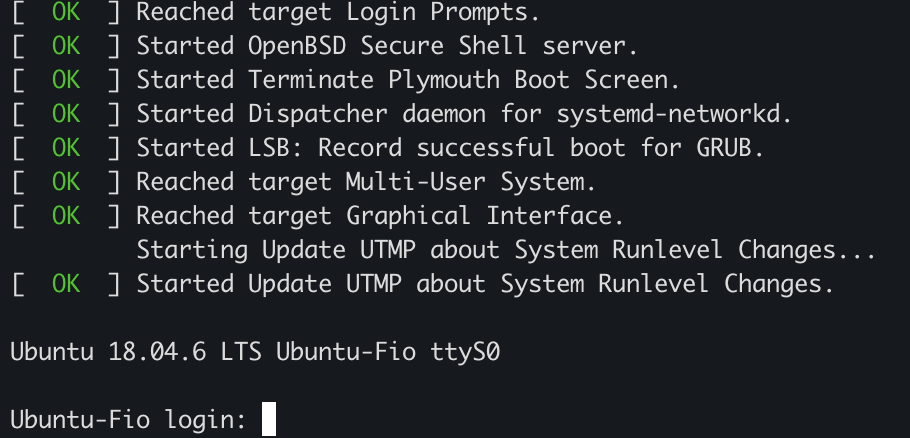 [  OK  ] Reached target Login Prompts.
[  OK  ] Started OpenBSD Secure Shell server.
[  OK  ] Started Terminate Plymouth Boot Screen.
[  OK  ] Started Dispatcher daemon for systemd-networkd.
[  OK  ] Started LSB: Record successful boot for GRUB.
[  OK  ] Reached target Multi-User System.
[  OK  ] Reached target Graphical Interface.
         Starting Update UTMP about System Runlevel Changes...
[  OK  ] Started Update UTMP about System Runlevel Changes.

Ubuntu 18.04.6 LTS Ubuntu-Fio ttyS0

Ubuntu-Fio login: